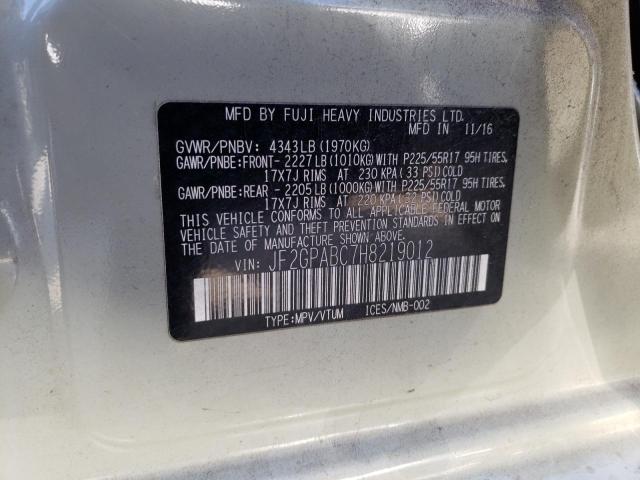 MFD BY FUJI HEAVY INDUSTRIES LTD.
MFD IN 11/16
GVWR/PNBV: 4343LB (1970KG)
GAWR/PNBE: FRONT- 2227LB (1010KG) WITH P225/55R17 95H TIRES,
17X7J RIMS AT 230 KPA (33 PSI) COLD
GAWR/PNBE: REAR - 2205LB (1000KG) WITH P225/55R17 95H TIRES,
17X7J RIMS AT 220 KPA (32 PSI) COLD
THIS VEHICLE CONFORMS TO ALL APPLICABLE FEDERAL MOTOR
VEHICLE SAFETY AND THEFT PREVENTION STANDARDS IN EFFECT
ON THE DATE OF MANUFACTURE SHOWN ABOVE.
VIN: JF2GPABC7H8219012
TYPE: MPV/VTUM ICES/NMB-002